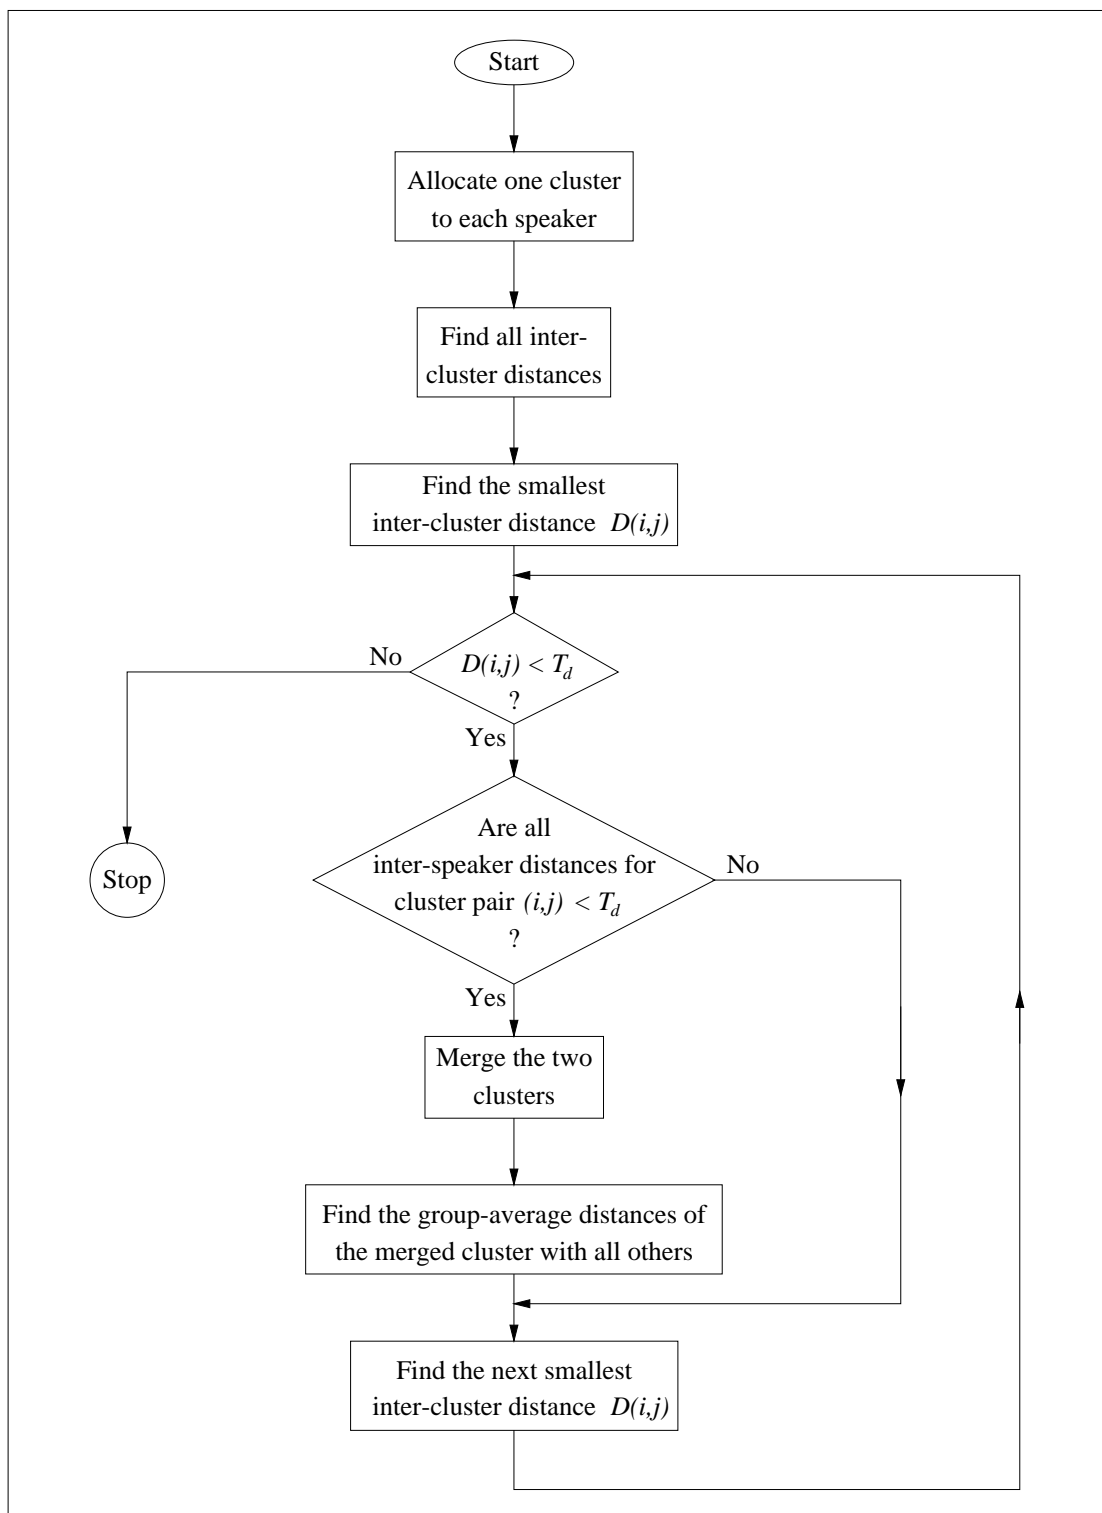 Start
Allocate one cluster
to each speaker
Find all inter-
cluster distances
Find the smallest
inter-cluster distance D(i,j)
No
D(i,j) < T_d
?
Yes
Are all
inter-speaker distances for
cluster pair (i,j) < T_d
?
No
Stop
Yes
Merge the two
clusters
Find the group-average distances of
the merged cluster with all others
Find the next smallest
inter-cluster distance D(i,j)